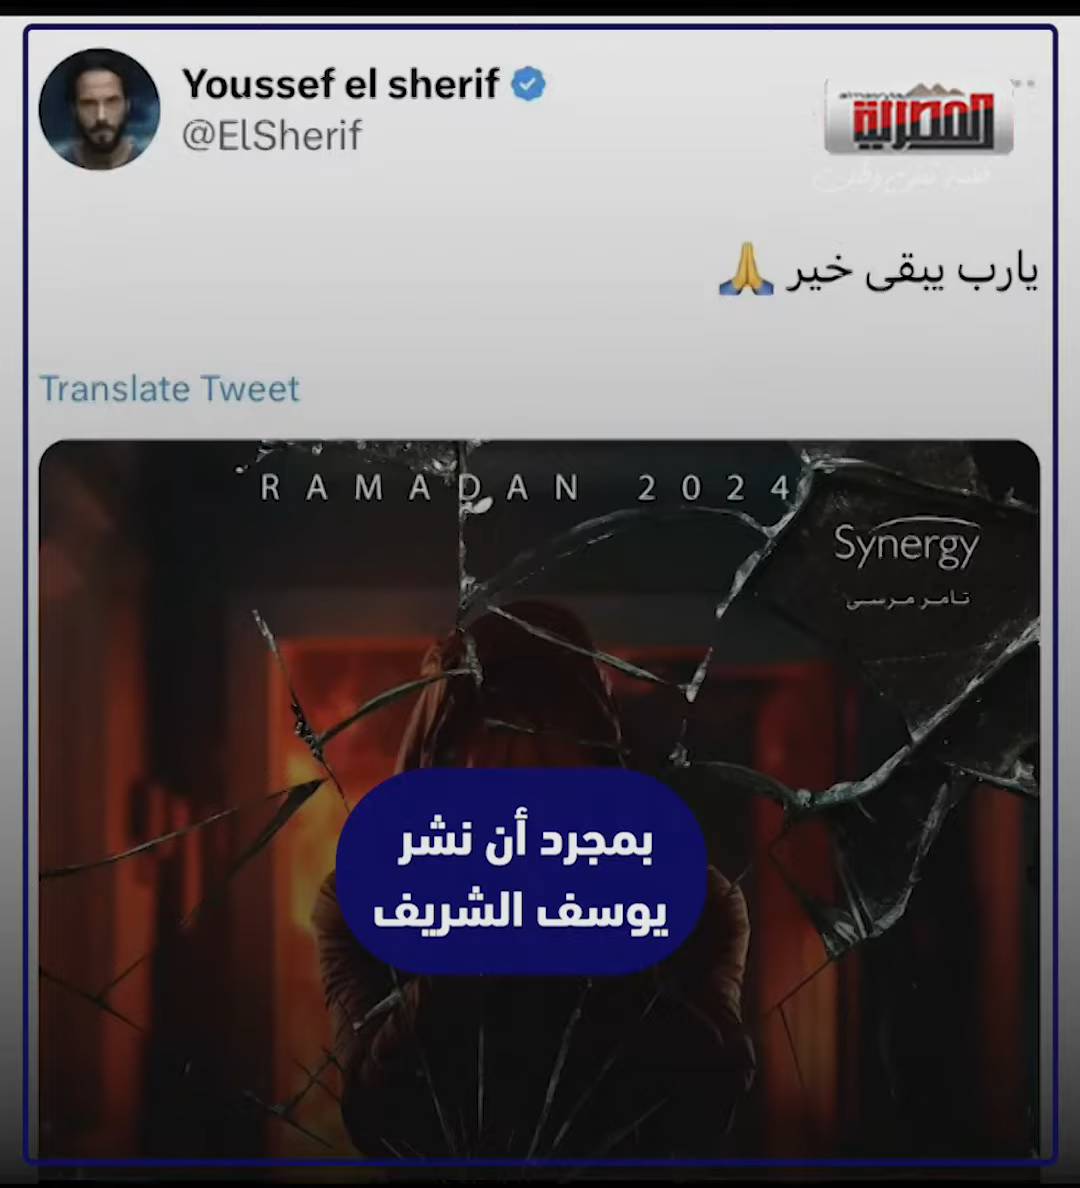 Youssef el sherif
@ElSherif
المصرية
يارب يبقى خير 🙏
Translate Tweet
RAMADAN 2024
Synergy
تامر مرسى
بمجرد أن نشر
يوسف الشريف